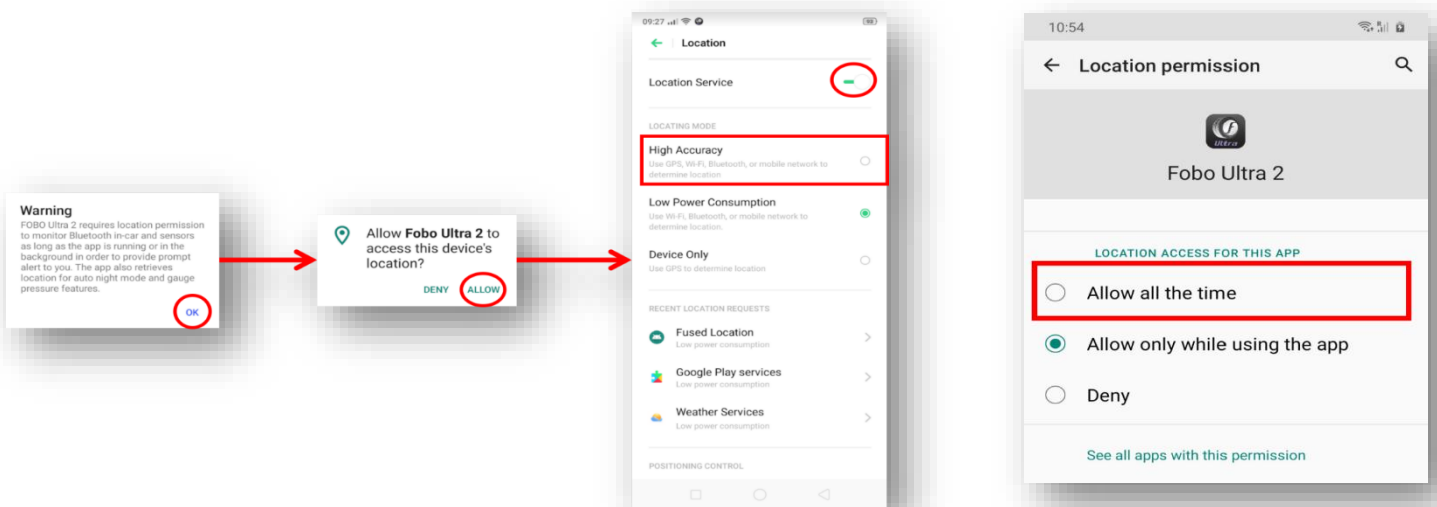 Warning
FOBO Ultra 2 requires location permission
to monitor Bluetooth in-car and sensors
as long as the app is running or in the
background in order to provide prompt
alert to you. The app also retrieves
location for auto night mode and gauge
pressure features.
OK
Allow Fobo Ultra 2 to
access this device's
location?
DENY ALLOW
09:27
Location
Location Service
LOCATING MODE
High Accuracy
Use GPS, Wi-Fi, Bluetooth, or mobile network to
determine location
Low Power Consumption
Use Wi-Fi, Bluetooth, or mobile network to
determine location.
Device Only
Use GPS to determine location
RECENT LOCATION REQUESTS
Fused Location
Low power consumption
Google Play services
Low power consumption
Weather Services
Low power consumption
POSITIONING CONTROL
10:54
Location permission
Ultra
Fobo Ultra 2
LOCATION ACCESS FOR THIS APP
Allow all the time
Allow only while using the app
Deny
See all apps with this permission